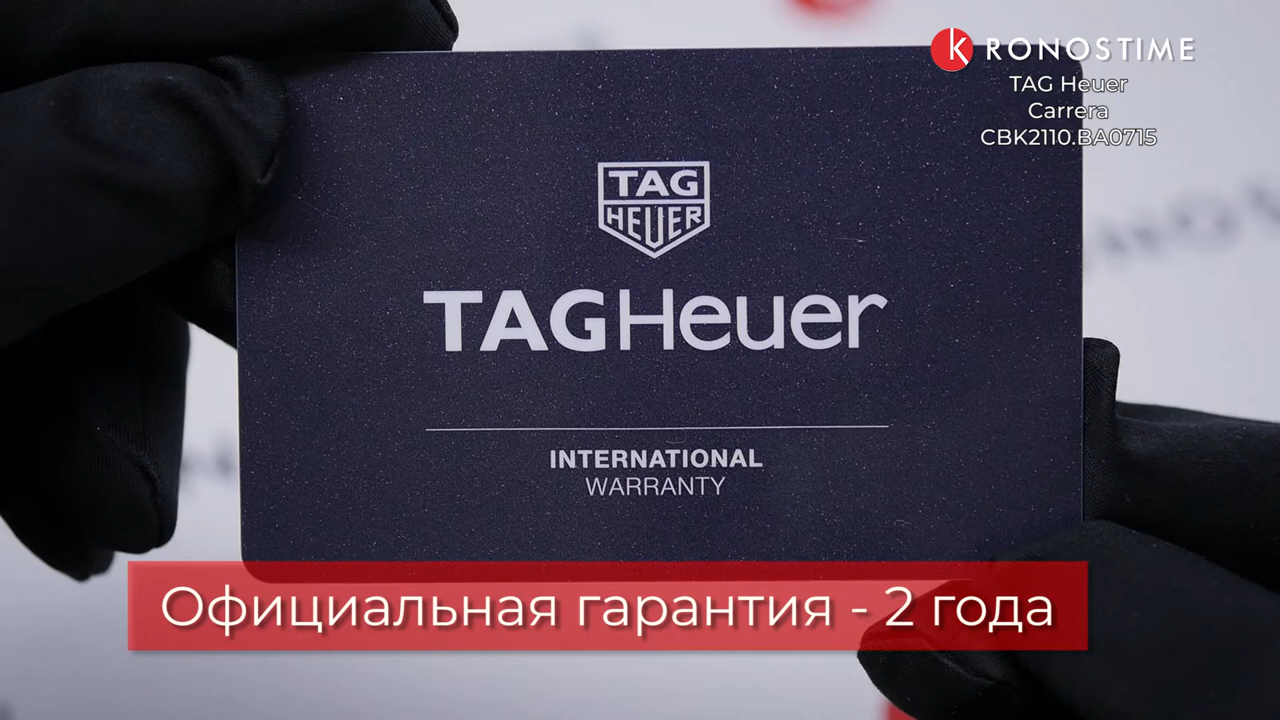 KRONOSTIME
TAG Heuer
Carrera
CBK2110.BA0715
TAG
HEUER
TAGHeuer
INTERNATIONAL
WARRANTY
Официальная гарантия - 2 года